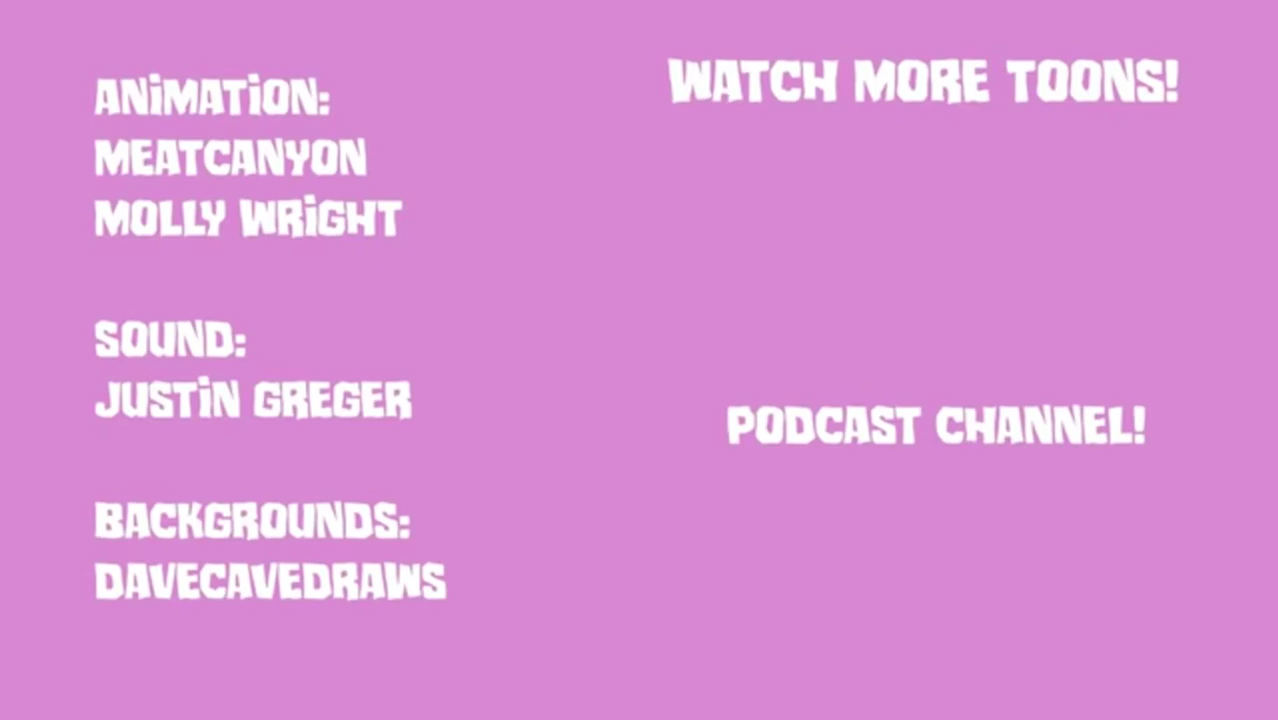 ANiMATiON:
MEATCANYON
MOLLY WRiGHT
SOUND:
JUSTiN GREGER
BACKGROUNDS:
DAVECAVEDRAWS
WATCH MORE TOONS!
PODCAST CHANNEL!